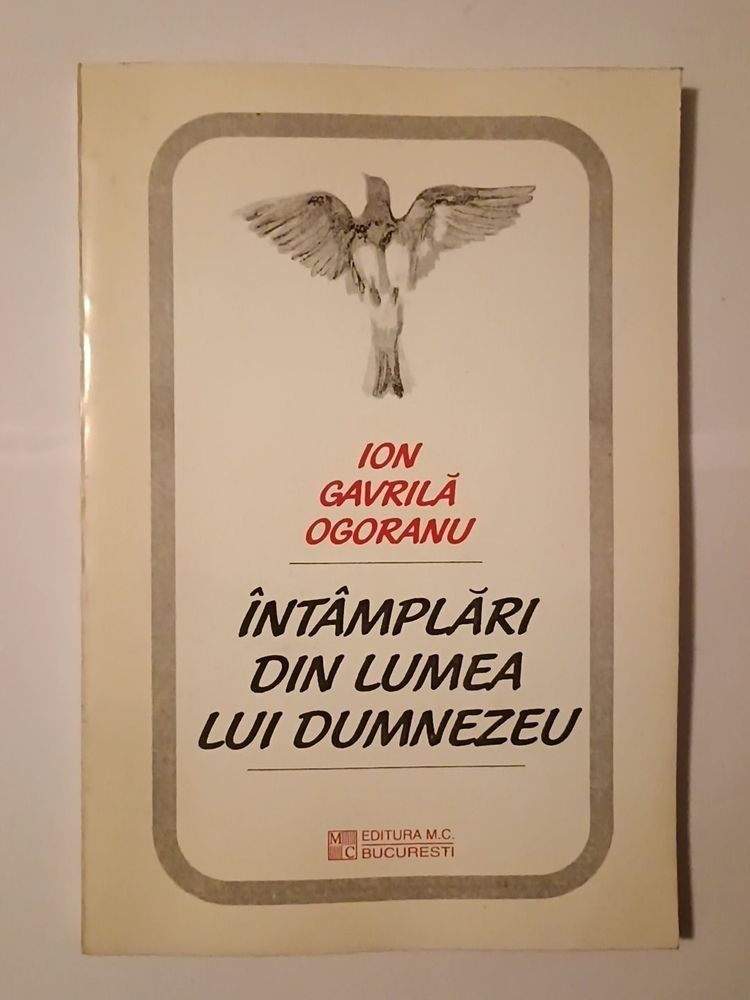 ION
GAVRILĂ
OGORANU
ÎNTÂMPLĂRI
DIN LUMEA
LUI DUMNEZEU
M C EDITURA M.C.
BUCURESTI